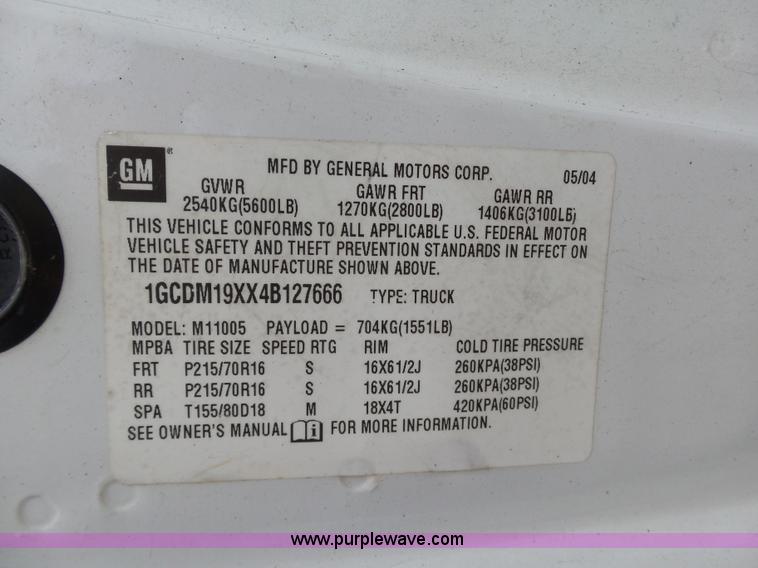 GM ®
MFD BY GENERAL MOTORS CORP. 05/04
GVWR GAWR FRT GAWR RR
2540KG(5600LB) 1270KG(2800LB) 1406KG(3100LB)
THIS VEHICLE CONFORMS TO ALL APPLICABLE U.S. FEDERAL MOTOR
VEHICLE SAFETY AND THEFT PREVENTION STANDARDS IN EFFECT ON
THE DATE OF MANUFACTURE SHOWN ABOVE.
1GCDM19XX4B127666 TYPE: TRUCK
MODEL: M11005 PAYLOAD = 704KG(1551LB)
MPBA TIRE SIZE SPEED RTG RIM COLD TIRE PRESSURE
FRT P215/70R16 S 16X61/2J 260KPA(38PSI)
RR P215/70R16 S 16X61/2J 260KPA(38PSI)
SPA T155/80D18 M 18X4T 420KPA(60PSI)
SEE OWNER'S MANUAL i FOR MORE INFORMATION.
www.purplewave.com